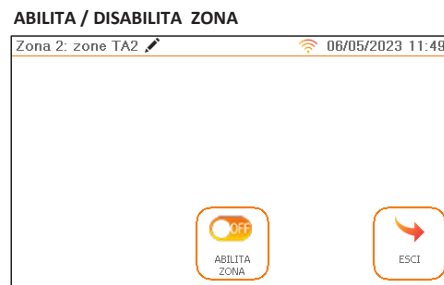 ABILITA / DISABILITA ZONA
Zona 2: zone TA2 06/05/2023 11:49
OFF
ABILITA
ZONA
ESCI